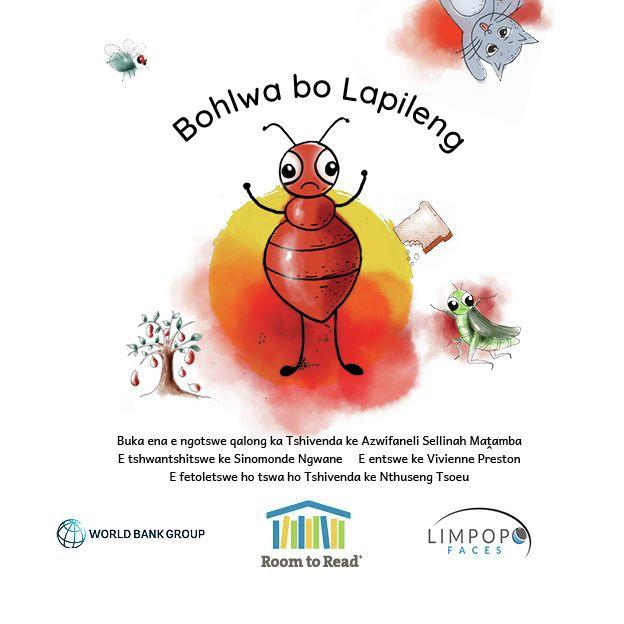 Bohlwa bo Lapileng
Buka ena e ngotswe qalong ka Tshivenda ke Azwifaneli Sellinah Maṱamba
E tshwantshitswe ke Sinomonde Ngwane E entswe ke Vivienne Preston
E fetoletswe ho tswa ho Tshivenda ke Nthuseng Tsoeu
WORLD BANK GROUP
Room to Read®
LIMPOPO
FACES